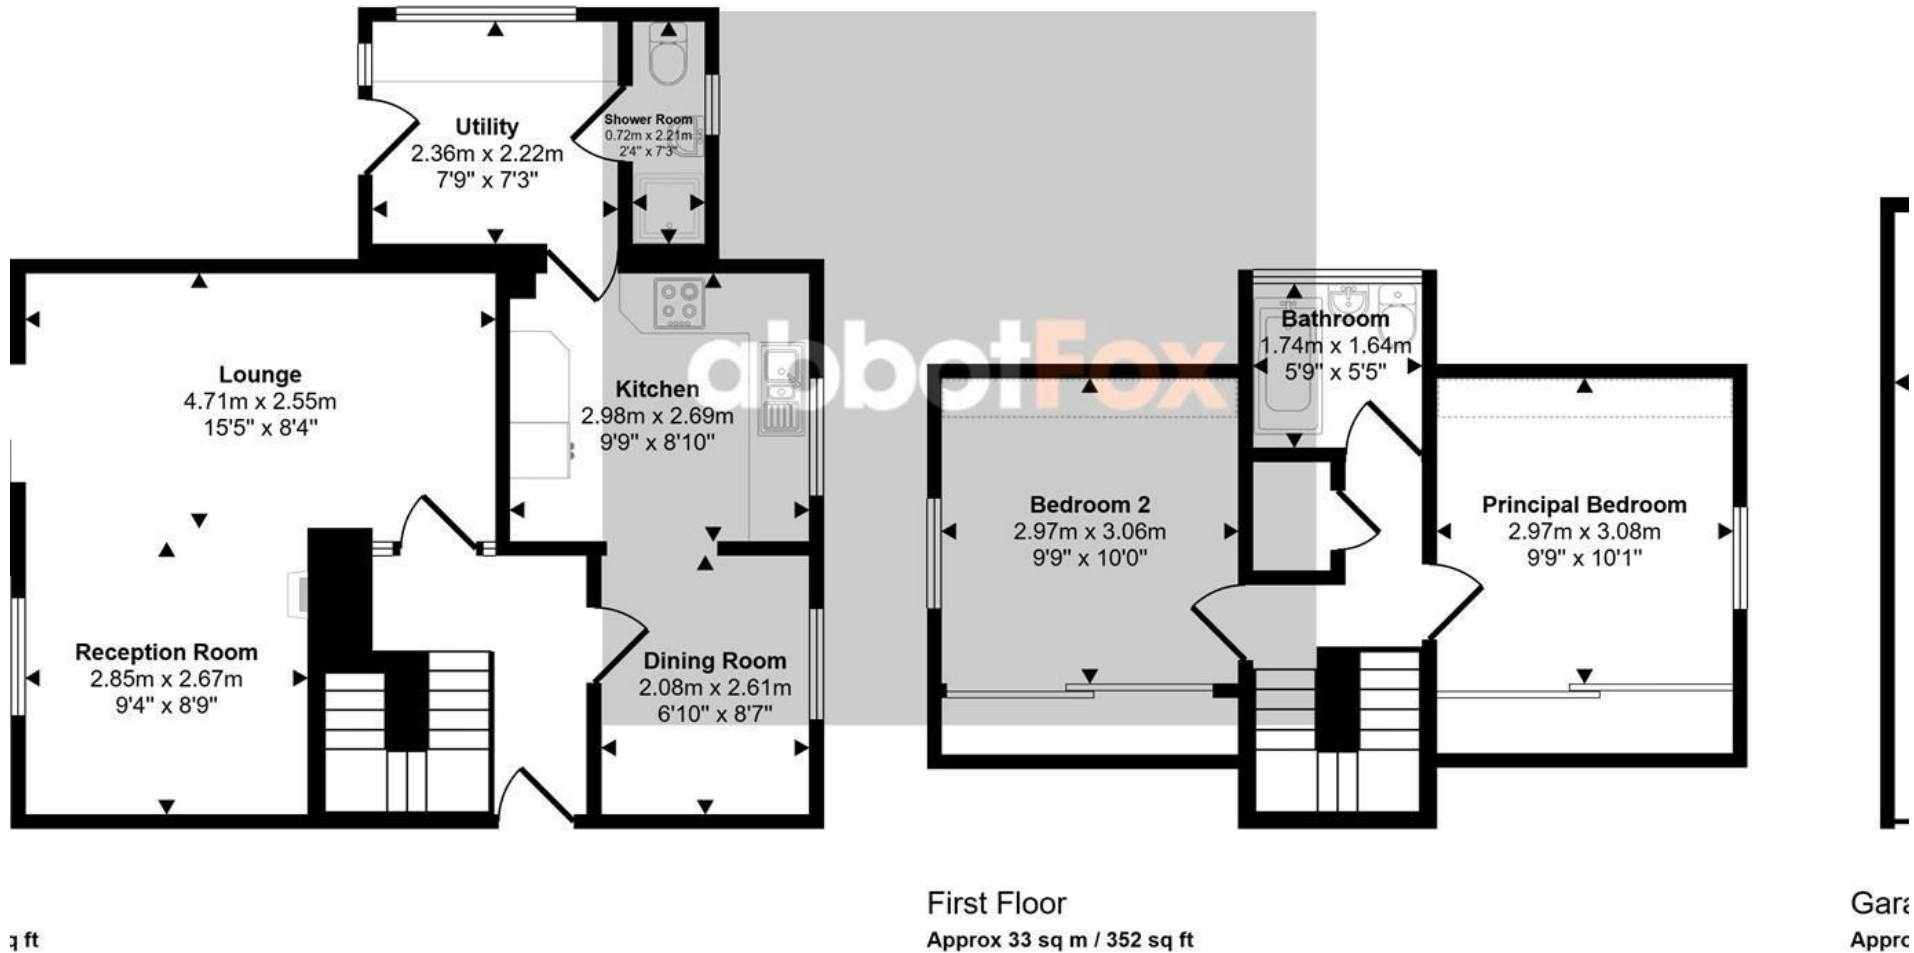 Utility
2.36m x 2.22m
7'9" x 7'3"
Shower Room
0.72m x 2.21m
2'4" x 7'3"
Lounge
4.71m x 2.55m
15'5" x 8'4"
Kitchen
2.98m x 2.69m
9'9" x 8'10"
Reception Room
2.85m x 2.67m
9'4" x 8'9"
Dining Room
2.08m x 2.61m
6'10" x 8'7"
abbotFox
Bathroom
1.74m x 1.64m
5'9" x 5'5"
Bedroom 2
2.97m x 3.06m
9'9" x 10'0"
Principal Bedroom
2.97m x 3.08m
9'9" x 10'1"
ft
First Floor
Approx 33 sq m / 352 sq ft